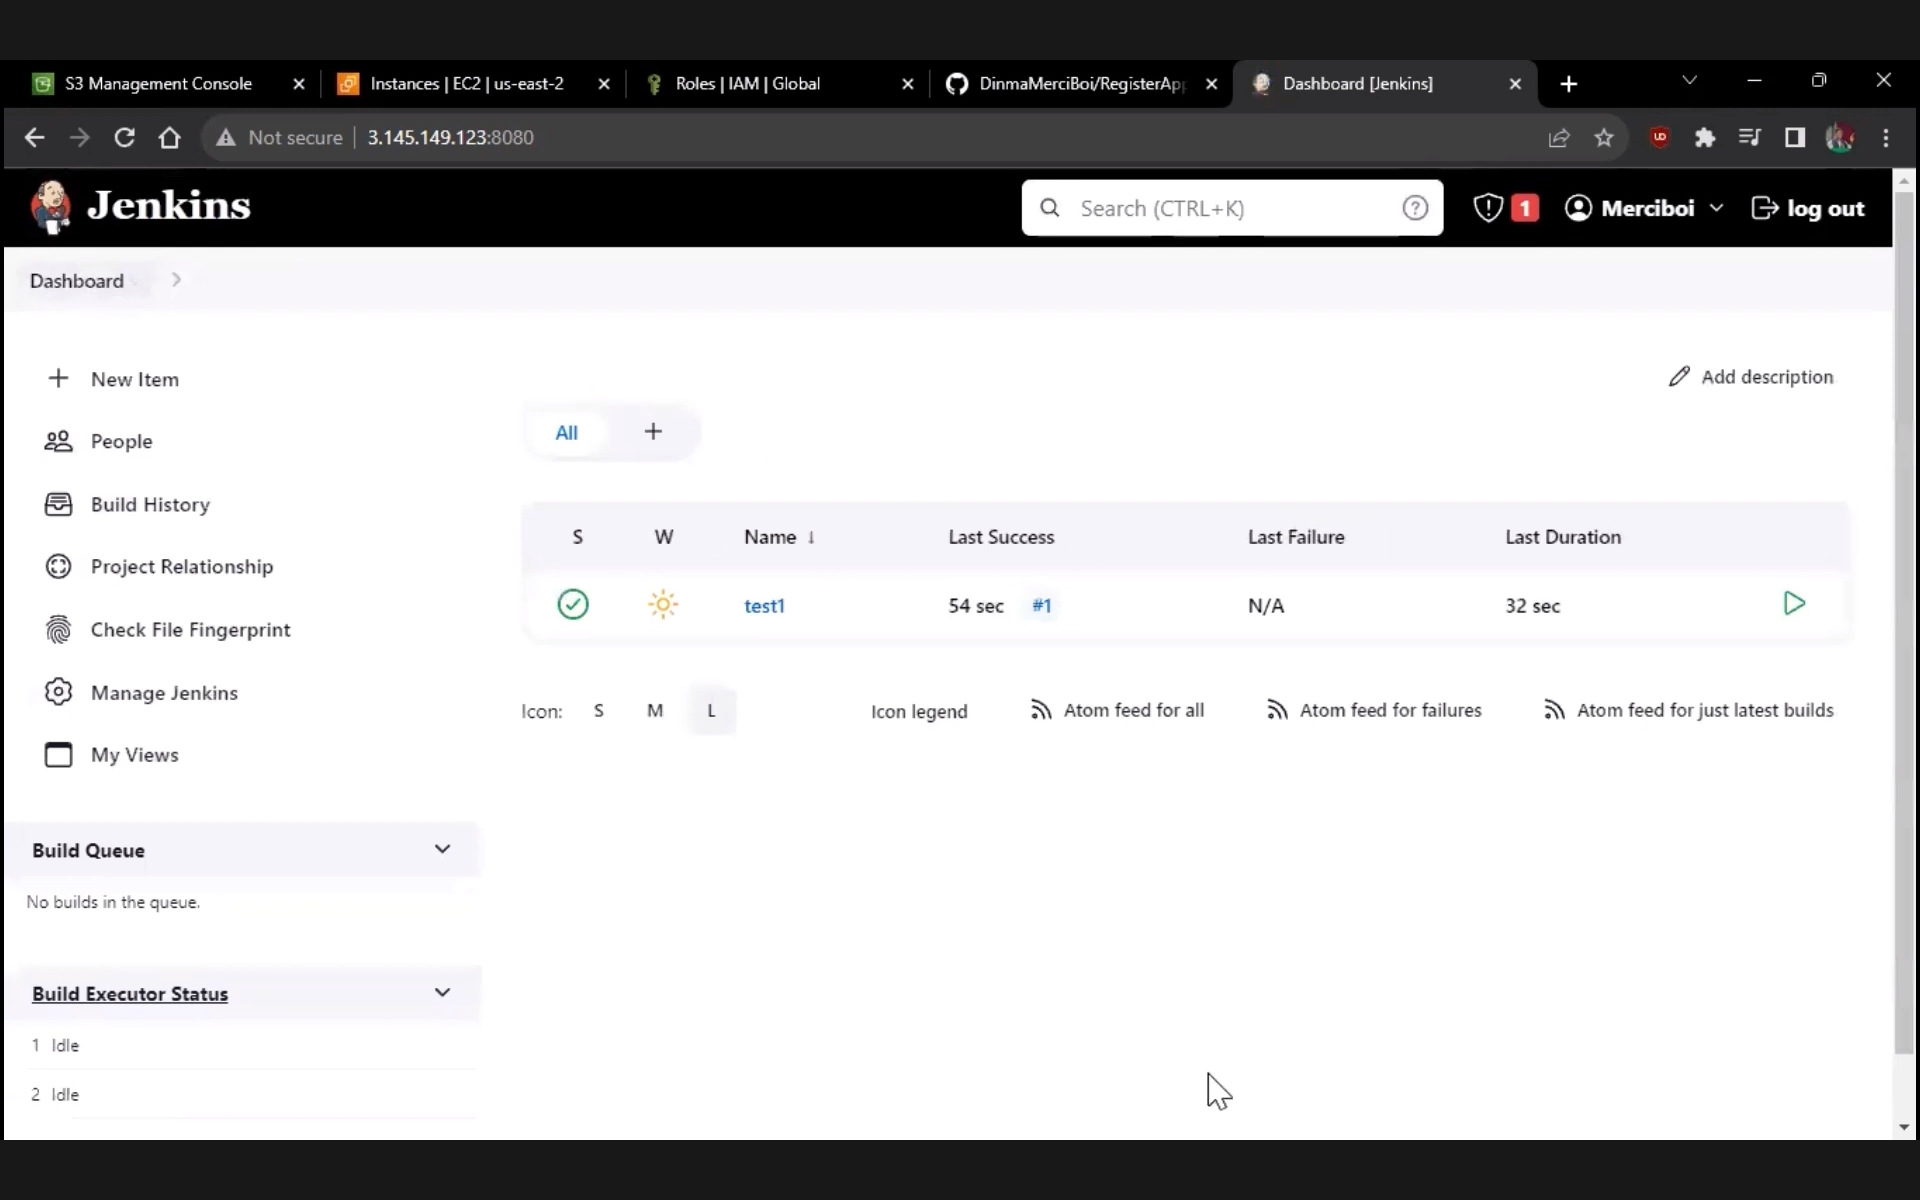 S3 Management Console
Instances | EC2 | us-east-2
Roles | IAM | Global
DinmaMerciBoi/RegisterApp
Dashboard [Jenkins]
Not secure
3.145.149.123:8080
Jenkins
Search (CTRL+K)
1
Merciboi
log out
Dashboard
New Item
People
Build History
Project Relationship
Check File Fingerprint
Manage Jenkins
My Views
Add description
All
+
S W Name ↓ Last Success Last Failure Last Duration
test1 54 sec #1 N/A 32 sec
Icon: S M L
Icon legend
Atom feed for all
Atom feed for failures
Atom feed for just latest builds
Build Queue
No builds in the queue.
Build Executor Status
1 Idle
2 Idle